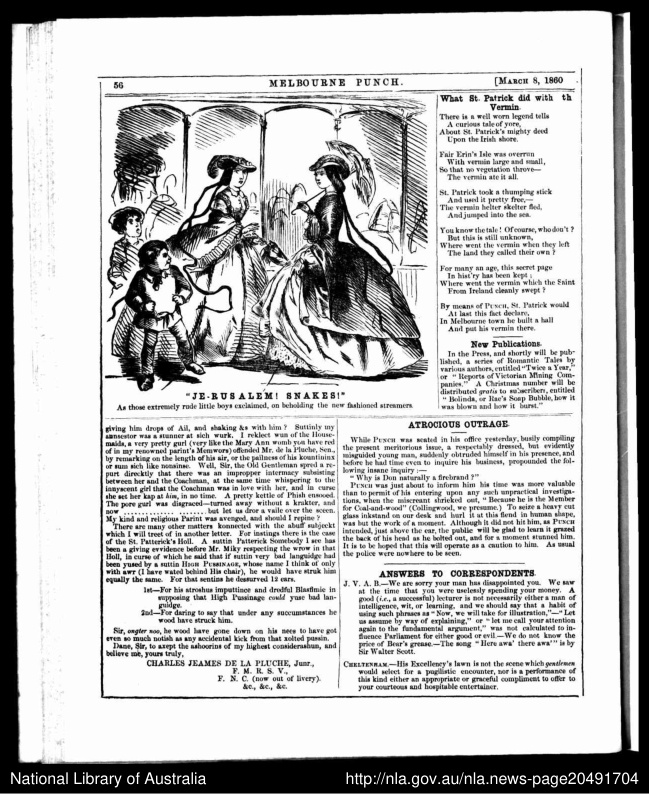 56
MELBOURNE PUNCH.
[MARCH 8, 1860
"JE-RUSALEM! SNAKES!"
As those extremely rude little boys exclaimed, on beholding the new fashioned streamers.
What St. Patrick did with th
Vermin.
There is a well worn legend tells
A curious tale of yore,
About St. Patrick's mighty deed
Upon the Irish shore.
Fair Erin's Isle was overrun
With vermin large and small,
So that no vegetation throve—
The vermin ate it all.
St. Patrick took a thumping stick
And used it pretty free,—
The vermin helter skelter fled,
And jumped into the sea.
You know the tale! Of course, who don't?
But this is still unknown,
Where went the vermin when they left
The land they called their own?
For many an age, this secret page
In hist'ry has been kept;
Where went the vermin which the Saint
From Ireland cleanly swept?
By means of PUNCH, St. Patrick would
At last this fact declare,
In Melbourne town he built a hall
And put his vermin there.
New Publications.
In the Press, and shortly will be pub-
lished, a series of Romantic Tales by
various authors, entitled "Twice a Year,"
or "Reports of Victorian Mining Com-
panies." A Christmas number will be
distributed gratis to subscribers, entitled
"Bolinda, or Rae's Soap Bubble, how it
was blown and how it burst."
giving him drops of Ail, and shaking &s with him? Suttinly my
annsestor was a stunner at sich wurk. I reklect wun of the House-
maids, a very pretty gurl (very like the Mary Ann womb you have red
of in my renowned parint's Memwors) offended Mr. de la Pluche, Sen.,
by remarking on the length of his air, or the pallness of his kountininx
or sum sich like nonsinse. Well, Sir, the Old Gentleman spred a re-
purt direcktly that there was an impropper intermacy subsisting
between her and the Coachman, at the same time whispering to the
innyscent girl that the Coachman was in love with her, and in curse
she set her kap at him, in no time. A pretty kettle of Phish ensooed.
The pore gurl was disgraced—turned away without a krakter, and
now .................. ........ but let us dror a vaile over the sceen.
My kind and religious Parint was avenged, and should I repine?
There are many other matters konnected with the abuff subjeckt
which I will treet of in another letter. For instings there is the case
of the St. Patterick's Holl. A suttin Patterick Somebody I see has
been a giving evvidence before Mr. Miky respecting the wrow in that
Holl, in curse of which he said that if suttin very bad languidge had
been yused by a suttin HIGH PUSSINAGE, whose name I think of only
with awr (I have wated behind His chair), he would have struk him
equally the same. For that sentins he dessurved 12 ears.
1st—For his stroshus imputtince and dredful Blasfimic in
supposing that High Pussinage could yuse bad lan-
guidge.
2nd—For daring to say that under any succumstances he
wood have struck him.
Sir, ongter noo, he wood have gone down on his nees to have got
even so much notish as any accidental kick from that xolted pussin.
Dane, Sir, to axept the ashoorins of my highest considerashun, and
believe me, yours truly,
CHARLES JEAMES DE LA PLUCHE, Junr.,
F. M. R. S. V.,
F. N. C. (now out of livery).
&c., &c., &c.
ATROCIOUS OUTRAGE.
While PUNCH was seated in his office yesterday, busily compiling
the present meritorious issue, a respectably dressed, but evidently
misguided young man, suddenly obtruded himself in his presence, and
before he had time even to inquire his business, propounded the fol-
lowing insane inquiry:—
"Why is Don naturally a firebrand?"
PUNCH was just about to inform him his time was more valuable
than to permit of his entering upon any such unpractical investiga-
tions, when the miscreant shrieked out, "Because he is the Member
for Coal-and-wood" (Collingwood, we presume.) To seize a heavy cut
glass inkstand on our desk and hurl it at this fiend in human shape,
was but the work of a moment. Although it did not hit him, as PUNCH
intended, just above the ear, the public will be glad to learn it grazed
the back of his head as he bolted out, and for a moment stunned him.
It is to be hoped that this will operate as a caution to him. As usual
the police were nowhere to be seen.
ANSWERS TO CORRESPONDENTS.
J. V. A. B.—We are sorry your man has disappointed you. We saw
at the time that you were uselessly spending your money. A
good (i.e., a successful) lecturer is not necessarily either a man of
intelligence, wit, or learning, and we should say that a habit of
using such phrases as "Now, we will take for illustration,"—"Let
us assume by way of explaining," or "let me call your attention
again to the fundamental argument," was not calculated to in-
fluence Parliament for either good or evil.—We do not know the
price of Bear's grease.—The song "Here awa' there awa'" is by
Sir Walter Scott.
CHELTENHAM.—His Excellency's lawn is not the scene which gentlemen
would select for a pugilistic encounter, nor is a performance of
this kind either an appropriate or graceful compliment to offer to
your courteous and hospitable entertainer.
National Library of Australia
http://nla.gov.au/nla.news-page20491704